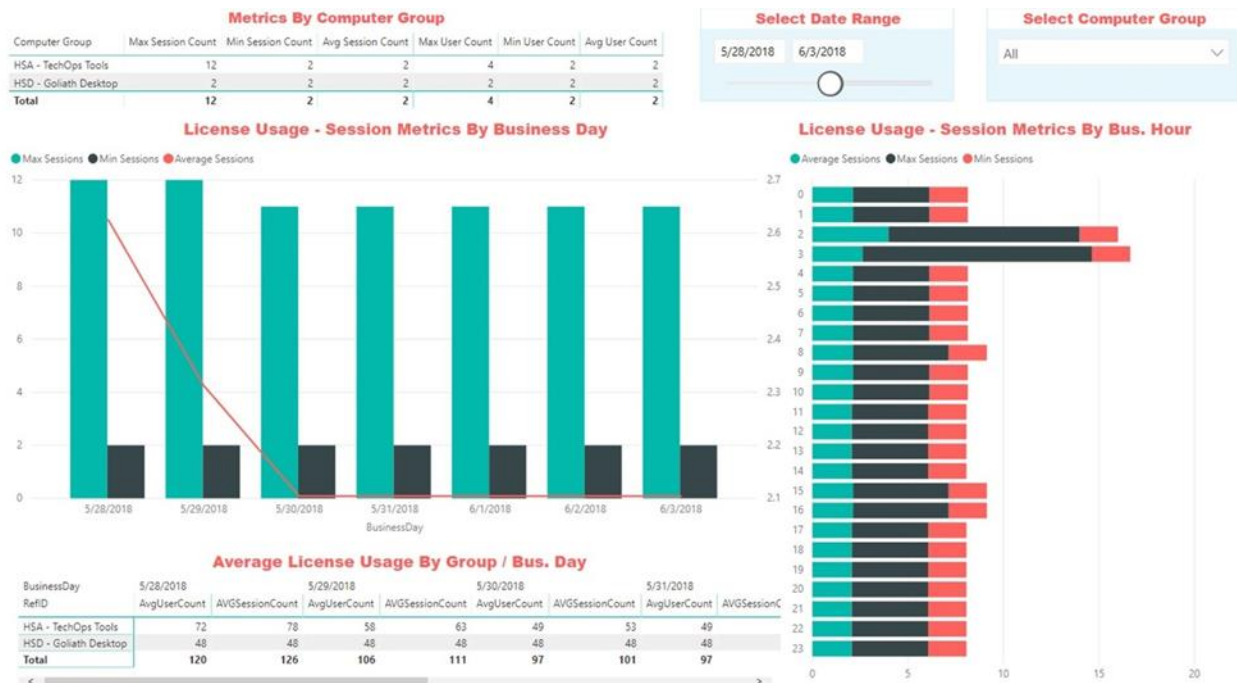 Metrics By Computer Group
Computer Group Max Session Count Min Session Count Avg Session Count Max User Count Min User Count Avg User Count
HSA - TechOps Tools 12 2 2 4 2 2
HSD - Goliath Desktop 2 2 2 2 2 2
Total 12 2 2 4 2 2
Select Date Range
5/28/2018 6/3/2018
Select Computer Group
All
License Usage - Session Metrics By Business Day
Max Sessions Min Sessions Average Sessions
12 2.7
10 2.6
8 2.5
6 2.4
4 2.3
2 2.2
0 2.1
5/28/2018 5/29/2018 5/30/2018 5/31/2018 6/1/2018 6/2/2018 6/3/2018
BusinessDay
License Usage - Session Metrics By Bus. Hour
Average Sessions Max Sessions Min Sessions
0
1
2
3
4
5
6
7
8
9
10
11
12
13
14
15
16
17
18
19
20
21
22
23
0 5 10 15 20
Average License Usage By Group / Bus. Day
BusinessDay 5/28/2018 5/29/2018 5/30/2018 5/31/2018
RefID AvgUserCount AVGSessionCount AvgUserCount AVGSessionCount AvgUserCount AVGSessionCount AvgUserCount AVGSessionC
HSA - TechOps Tools 72 78 58 63 49 53 49
HSD - Goliath Desktop 48 48 48 48 48 48 48
Total 120 126 106 111 97 101 97